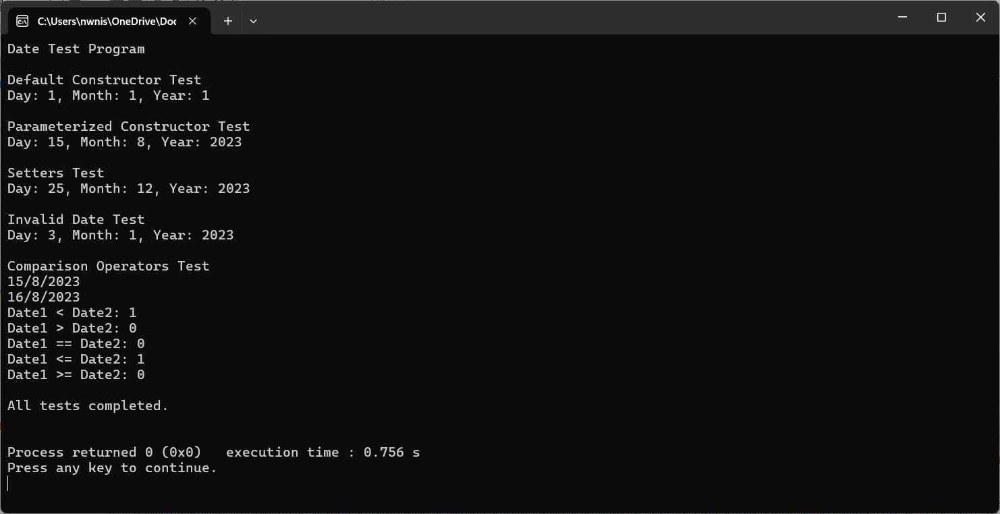 C:\Users\nwnis\OneDrive\Doc
Date Test Program
Default Constructor Test
Day: 1, Month: 1, Year: 1
Parameterized Constructor Test
Day: 15, Month: 8, Year: 2023
Setters Test
Day: 25, Month: 12, Year: 2023
Invalid Date Test
Day: 3, Month: 1, Year: 2023
Comparison Operators Test
15/8/2023
16/8/2023
Date1 < Date2: 1
Date1 > Date2: 0
Date1 == Date2: 0
Date1 <= Date2: 1
Date1 >= Date2: 0
All tests completed.
Process returned 0 (0x0)   execution time : 0.756 s
Press any key to continue.